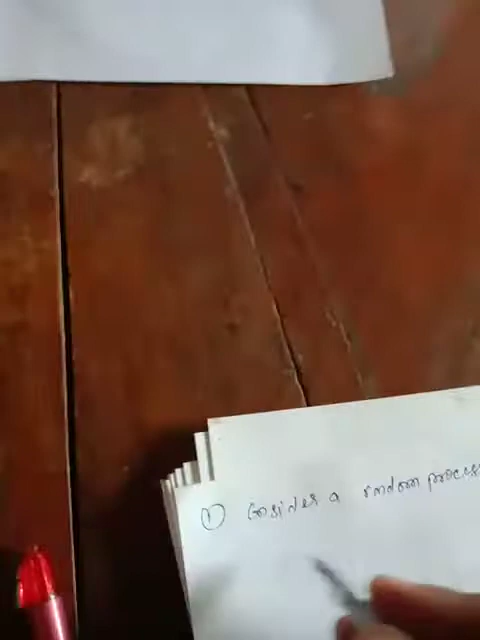 ① Consider a random process